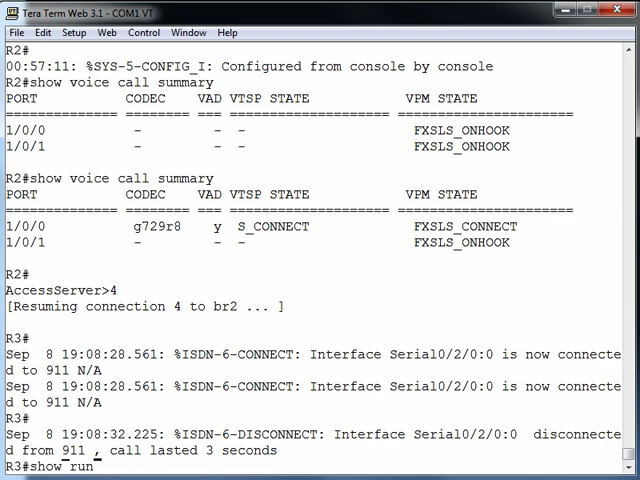 Tera Term Web 3.1 - COM1 VT
File Edit Setup Web Control Window Help
R2#
00:57:11: %SYS-5-CONFIG_I: Configured from console by console
R2#show voice call summary
PORT CODEC VAD VTSP STATE VPM STATE
============== ======== === ==================== ======================
1/0/0 - - - FXSLS_ONHOOK
1/0/1 - - - FXSLS_ONHOOK
R2#show voice call summary
PORT CODEC VAD VTSP STATE VPM STATE
============== ======== === ==================== ======================
1/0/0 g729r8 y S_CONNECT FXSLS_CONNECT
1/0/1 - - - FXSLS_ONHOOK
R2#
AccessServer>4
[Resuming connection 4 to br2 ... ]
R3#
Sep 8 19:08:28.561: %ISDN-6-CONNECT: Interface Serial0/2/0:0 is now connecte
d to 911 N/A
Sep 8 19:08:28.561: %ISDN-6-CONNECT: Interface Serial0/2/0:0 is now connecte
d to 911 N/A
R3#
Sep 8 19:08:32.225: %ISDN-6-DISCONNECT: Interface Serial0/2/0:0 disconnecte
d from 911 , call lasted 3 seconds
R3#show run